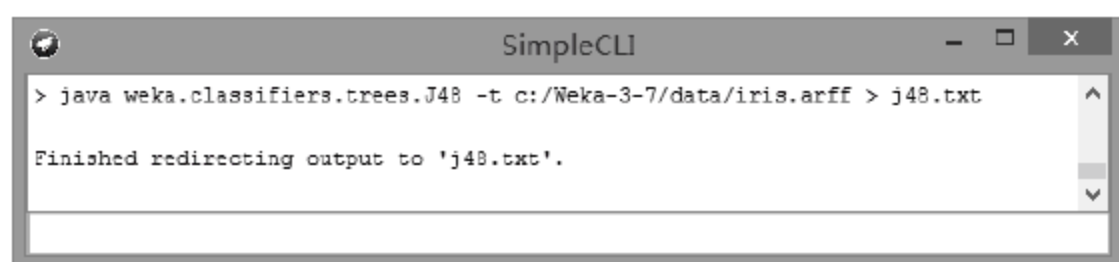 SimpleCLI
> java weka.classifiers.trees.J48 -t c:/Weka-3-7/data/iris.arff > j48.txt
Finished redirecting output to 'j48.txt'.